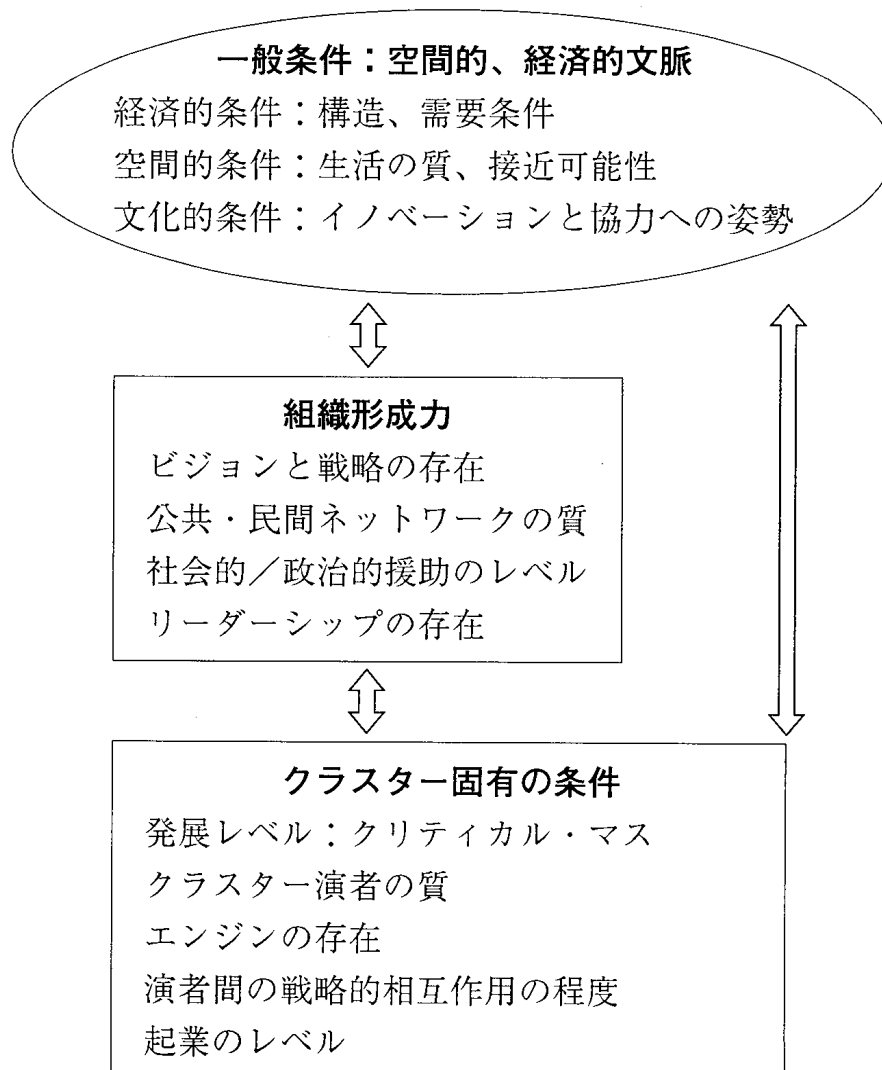 一般条件：空間的、経済的文脈
経済的条件：構造、需要条件
空間的条件：生活の質、接近可能性
文化的条件：イノベーションと協力への姿勢
組織形成力
ビジョンと戦略の存在
公共・民間ネットワークの質
社会的／政治的援助のレベル
リーダーシップの存在
クラスター固有の条件
発展レベル：クリティカル・マス
クラスター演者の質
エンジンの存在
演者間の戦略的相互作用の程度
起業のレベル